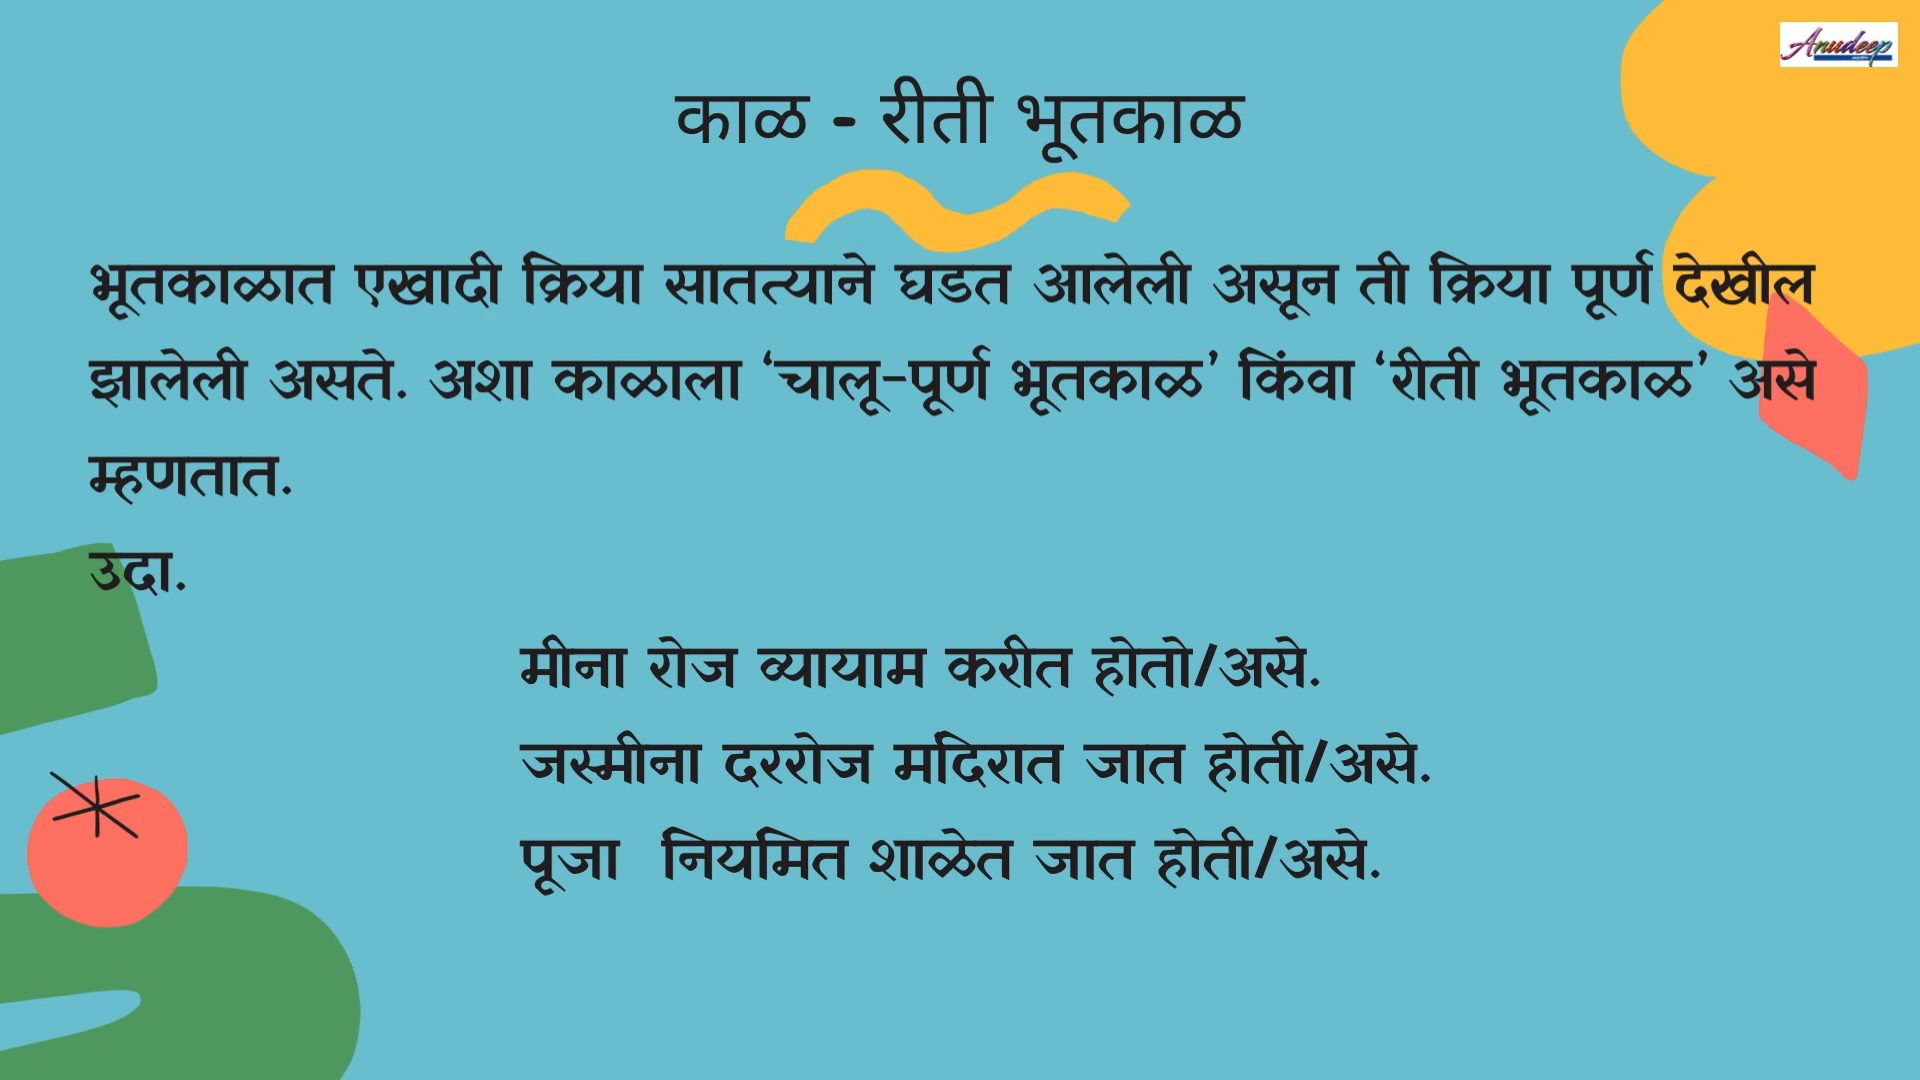 Anudeep
काळ - रीती भूतकाळ
भूतकाळात एखादी क्रिया सातत्याने घडत आलेली असून ती क्रिया पूर्ण देखील
झालेली असते. अशा काळाला ‘चालू-पूर्ण भूतकाळ’ किंवा ‘रीती भूतकाळ’ असे
म्हणतात.
उदा.
मीना रोज व्यायाम करीत होतो/असे.
जस्मीना दररोज मंदिरात जात होती/असे.
पूजा नियमित शाळेत जात होती/असे.